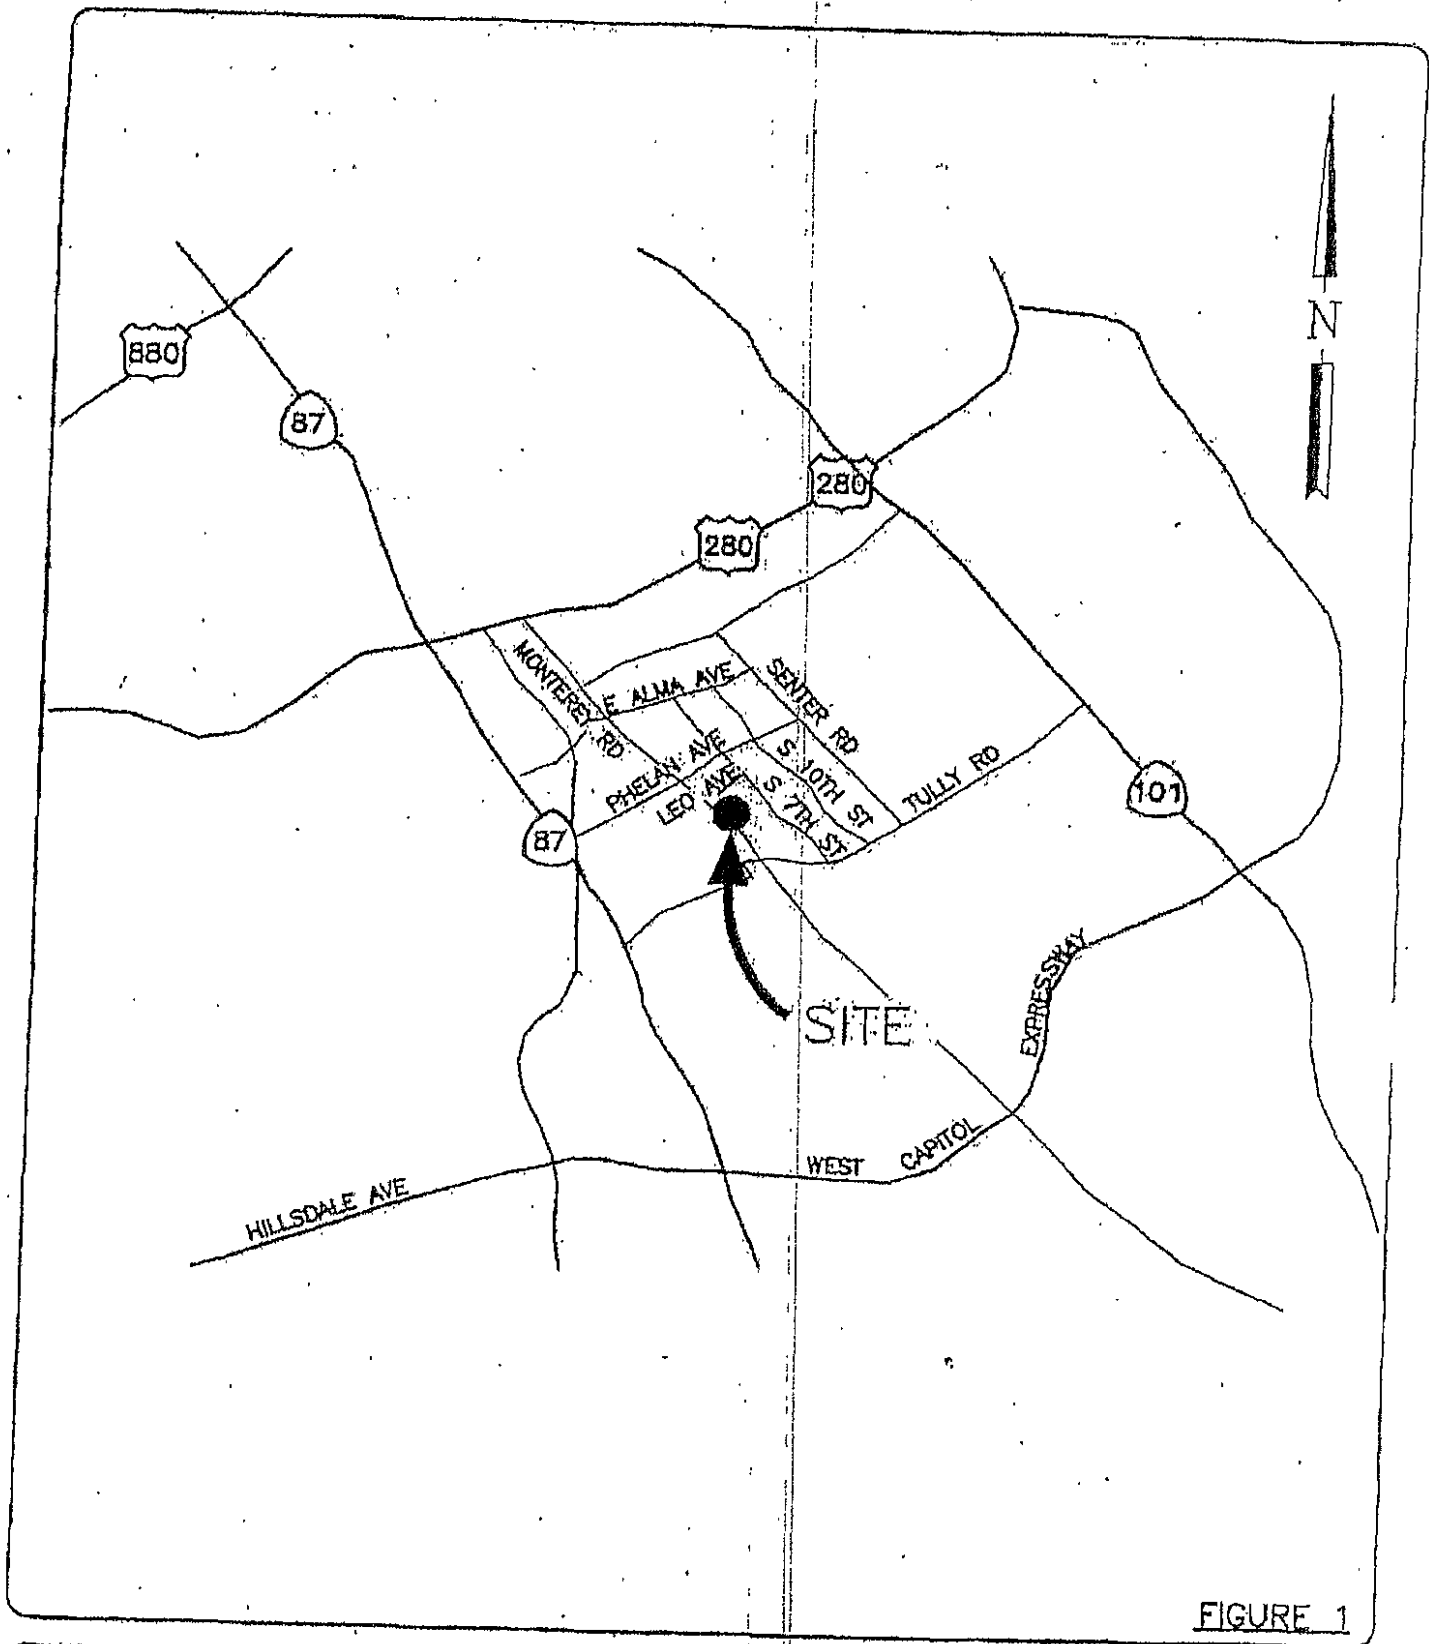 N
880
87
280
280
MONTEREY RD
E ALMA AVE
SENTER RD
PHELAN AVE
S 10TH ST
LEO AVE
S 7TH ST
TULLY RD
101
87
EXPRESSWAY
SITE
WEST CAPITOL
HILLSDALE AVE
FIGURE 1